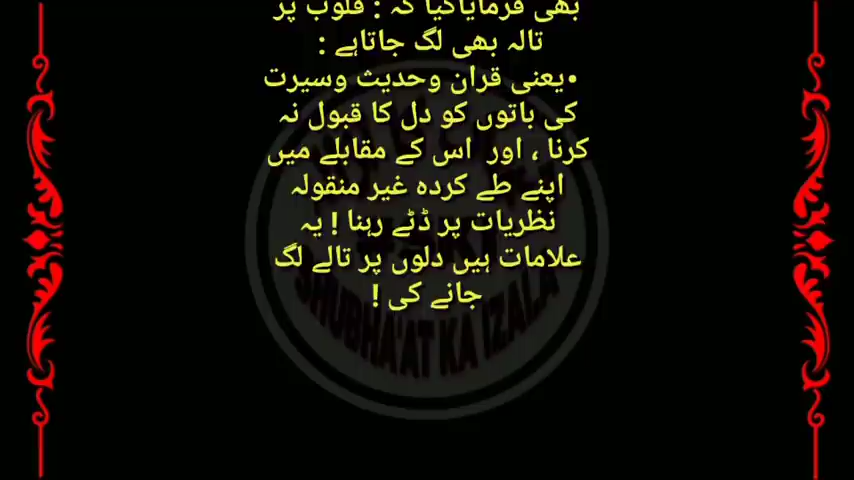 بھی فرمایاگیا کہ : قلوب پر
تالہ بھی لگ جاتاہے :
•یعنی قران وحدیث وسیرت
کی باتوں کو دل کا قبول نہ
کرنا ، اور اس کے مقابلے میں
اپنے طے کردہ غیر منقولہ
نظریات پر ڈٹے رہنا ! یہ
علامات ہیں دلوں پر تالے لگ
جانے کی !
SHUBHA'AT KA IZALA